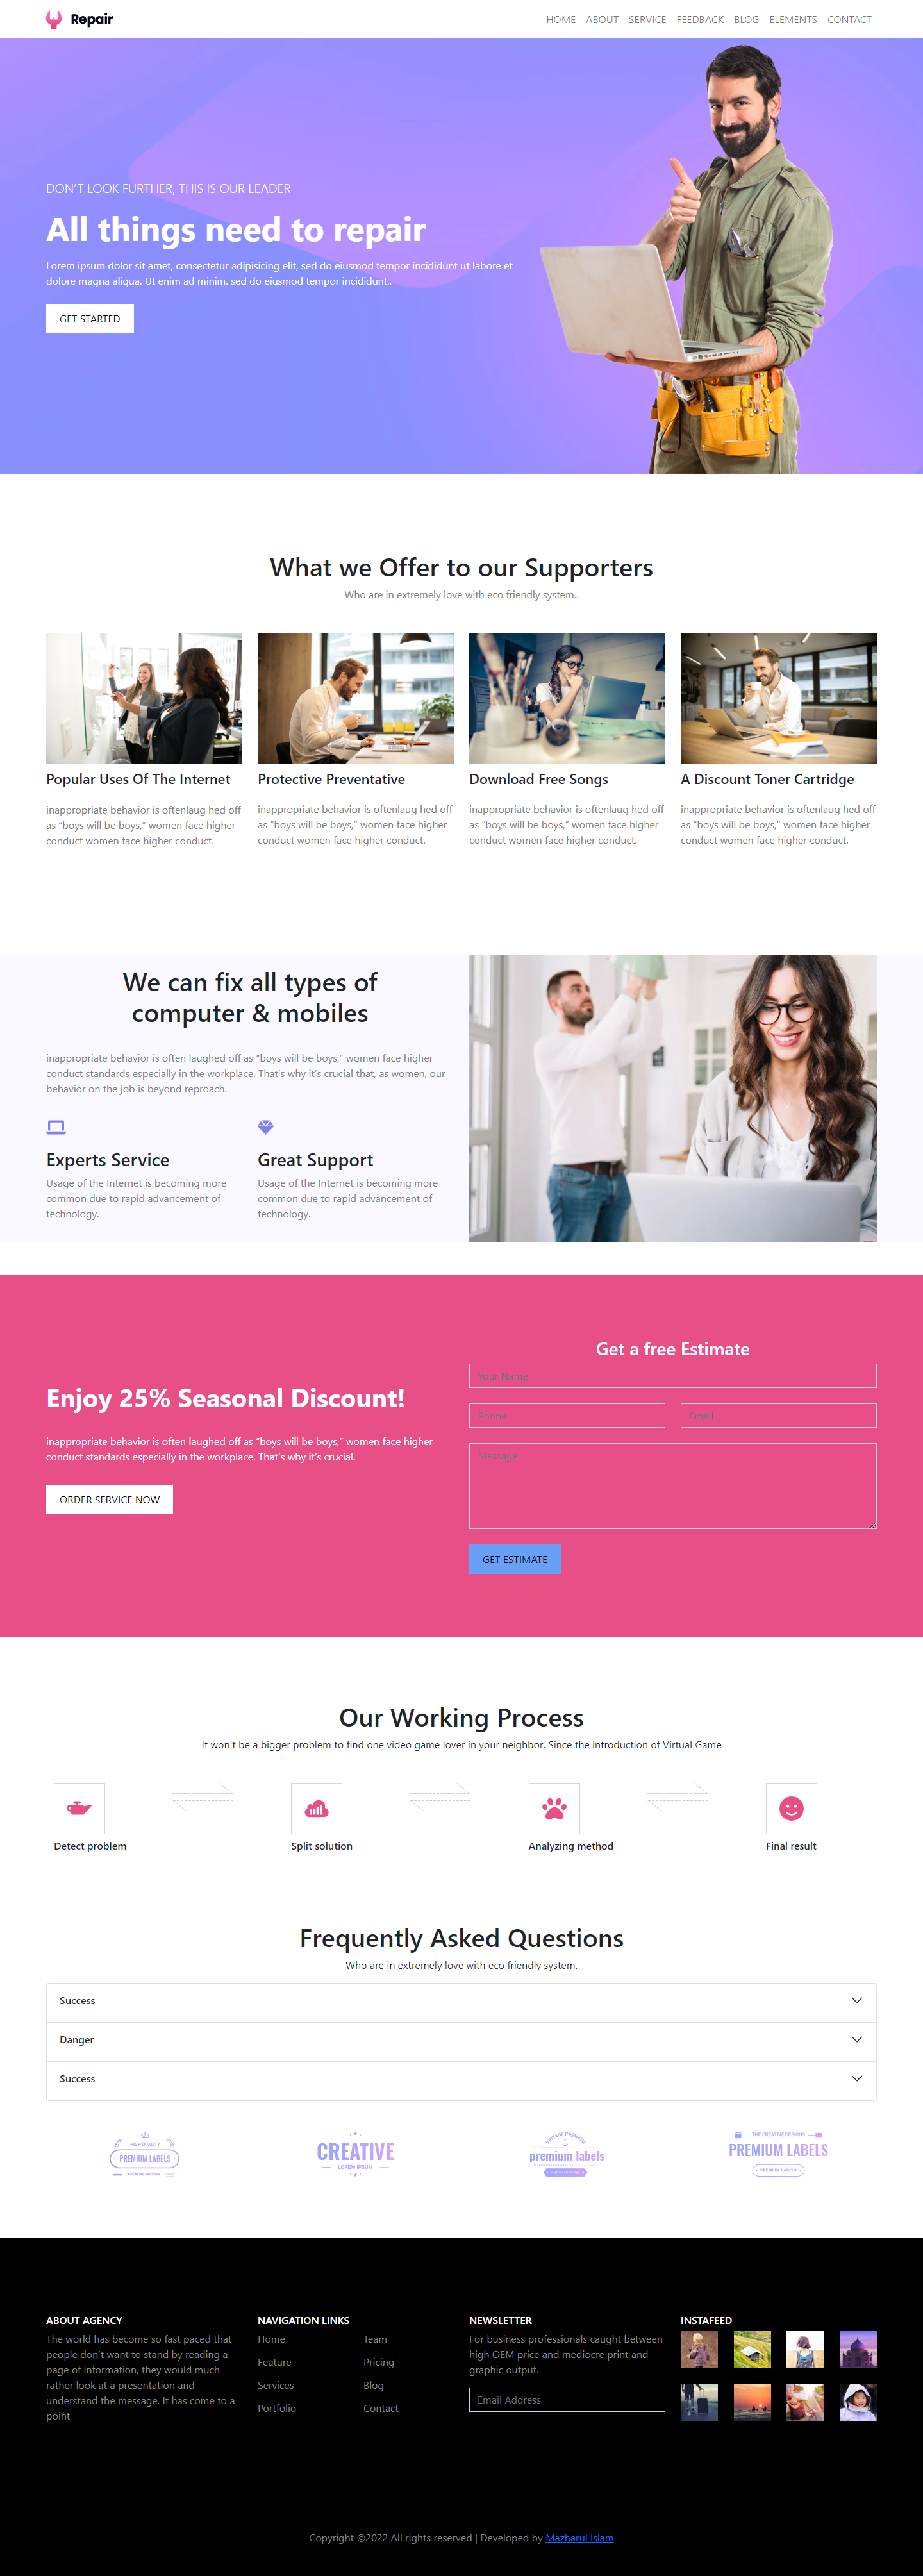 Repair
HOME ABOUT SERVICE FEEDBACK BLOG ELEMENTS CONTACT
DON'T LOOK FURTHER, THIS IS OUR LEADER
All things need to repair
Lorem ipsum dolor sit amet, consectetur adipisicing elit, sed do eiusmod tempor incididunt ut labore et
dolore magna aliqua. Ut enim ad minim. sed do eiusmod tempor incididunt..
GET STARTED
What we Offer to our Supporters
Who are in extremely love with eco friendly system..
Popular Uses Of The Internet
inappropriate behavior is oftenlaug hed off
as “boys will be boys,” women face higher
conduct women face higher conduct.
Protective Preventative
inappropriate behavior is oftenlaug hed off
as “boys will be boys,” women face higher
conduct women face higher conduct.
Download Free Songs
inappropriate behavior is oftenlaug hed off
as “boys will be boys,” women face higher
conduct women face higher conduct.
A Discount Toner Cartridge
inappropriate behavior is oftenlaug hed off
as “boys will be boys,” women face higher
conduct women face higher conduct.
We can fix all types of
computer & mobiles
inappropriate behavior is often laughed off as “boys will be boys,” women face higher
conduct standards especially in the workplace. That’s why it’s crucial that, as women, our
behavior on the job is beyond reproach.
Experts Service
Usage of the Internet is becoming more
common due to rapid advancement of
technology.
Great Support
Usage of the Internet is becoming more
common due to rapid advancement of
technology.
Enjoy 25% Seasonal Discount!
inappropriate behavior is often laughed off as “boys will be boys,” women face higher
conduct standards especially in the workplace. That’s why it’s crucial.
ORDER SERVICE NOW
Get a free Estimate
Your Name
Phone
Email
Message
GET ESTIMATE
Our Working Process
It won’t be a bigger problem to find one video game lover in your neighbor. Since the introduction of Virtual Game
Detect problem
Split solution
Analyzing method
Final result
Frequently Asked Questions
Who are in extremely love with eco friendly system.
Success
Danger
Success
HIGH QUALITY
PREMIUM LABELS
CREATIVE
LOREM IPSUM
VINTAGE PREMIUM
premium labels
THE CREATIVE DESIGNS
PREMIUM LABELS
PREMIUM LABELS
ABOUT AGENCY
The world has become so fast paced that
people don’t want to stand by reading a
page of information, they would much
rather look at a presentation and
understand the message. It has come to a
point
NAVIGATION LINKS
Home
Feature
Services
Portfolio
Team
Pricing
Blog
Contact
NEWSLETTER
For business professionals caught between
high OEM price and mediocre print and
graphic output.
Email Address
INSTAFEED
Copyright ©2022 All rights reserved | Developed by Mazharul Islam